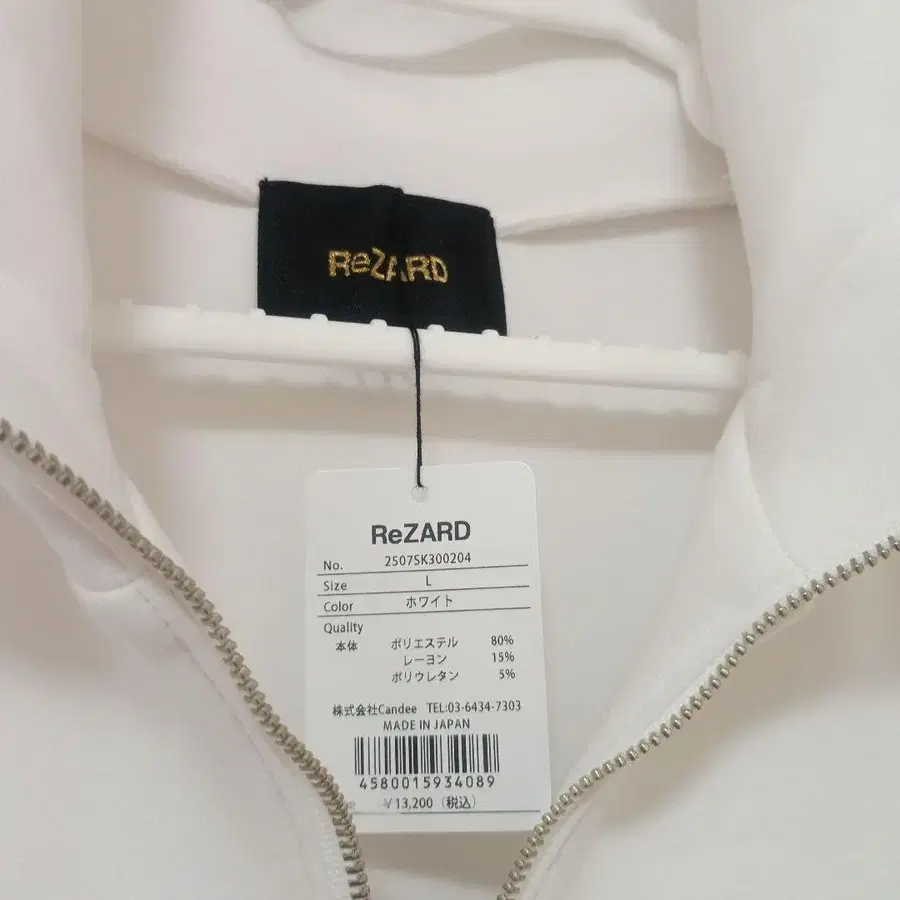 ReZARD
ReZARD
No. 2507SK300204
Size L
Color ホワイト
Quality
本体 ポリエステル 80%
レーヨン 15%
ポリウレタン 5%
株式会社Candee TEL:03-6434-7303
MADE IN JAPAN
4580015934089
¥13,200（税込）